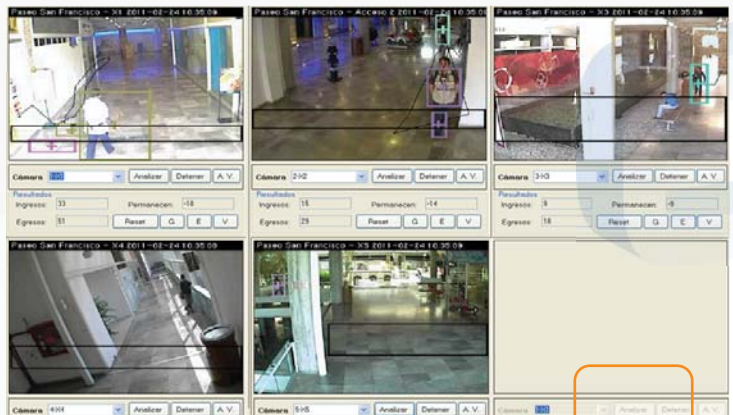 Paseo San Francisco - X1 2011-02-24 10:35:09
Paseo San Francisco - Acceso 2 2011-02-24 10:35:09
Paseo San Francisco - X3 2011-02-24 10:35:09
Cámara Analizar Detener A. V.
Cámara 2-X2 Analizar Detener A. V.
Cámara 3-X3 Analizar Detener A. V.
Resultados
Ingresos: 33 Permanecen: -18
Egresos: 51 Reset G E V
Resultados
Ingresos: 15 Permanecen: -14
Egresos: 29 Reset G E V
Resultados
Ingresos: 9 Permanecen: -9
Egresos: 18 Reset G E V
Paseo San Francisco - X4 2011-02-24 10:35:09
Paseo San Francisco - X5 2011-02-24 10:35:09
Cámara 4-X4 Analizar Detener A. V.
Cámara 5-X5 Analizar Detener A. V.
Cámara Analizar Detener A. V.